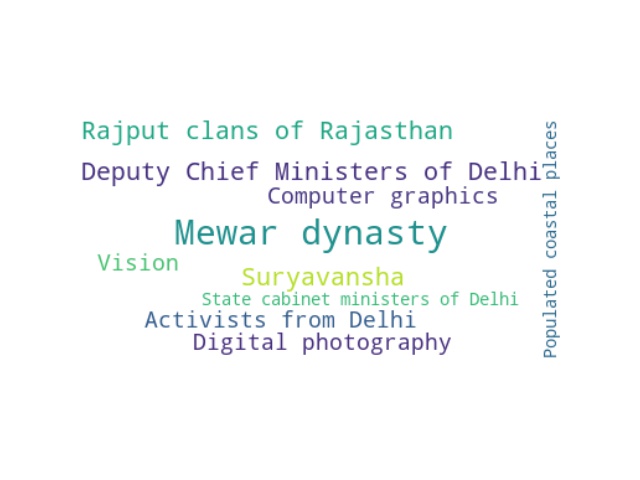 Rajput clans of Rajasthan
Deputy Chief Ministers of Delhi
Computer graphics
Mewar dynasty
Vision
Suryavansha
State cabinet ministers of Delhi
Activists from Delhi
Digital photography
Populated coastal places